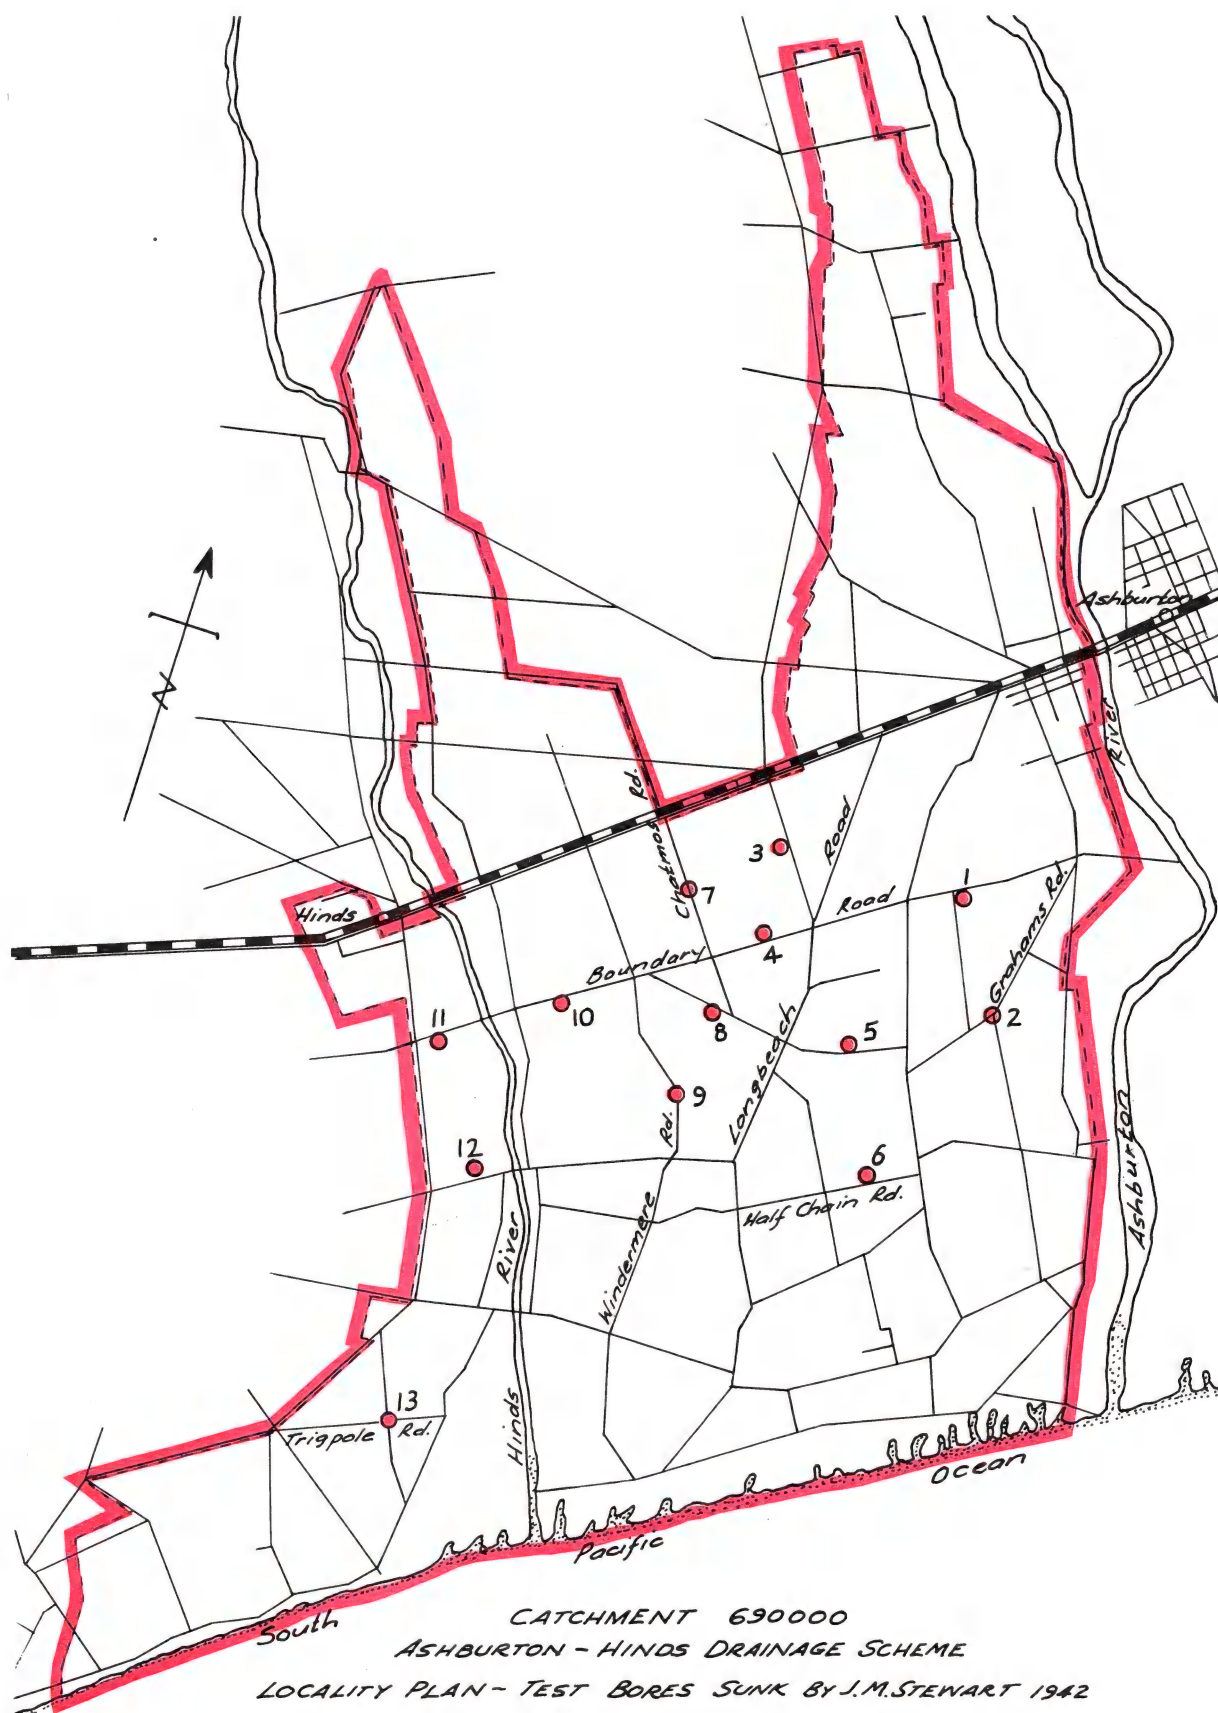 Ashburton
River
Rd.
Chatmos
3
Road
7
1
Road
Grahams Rd.
Hinds
4
Boundary
10
8
2
11
5
Longbeach
9
Rd.
Ashburton
12
6
Half Chain Rd.
River
Windermere
13
Trigpole Rd.
Hinds
Ocean
Pacific
South
N
CATCHMENT 690000
ASHBURTON - HINDS DRAINAGE SCHEME
LOCALITY PLAN - TEST BORES SUNK BY J.M.STEWART 1942